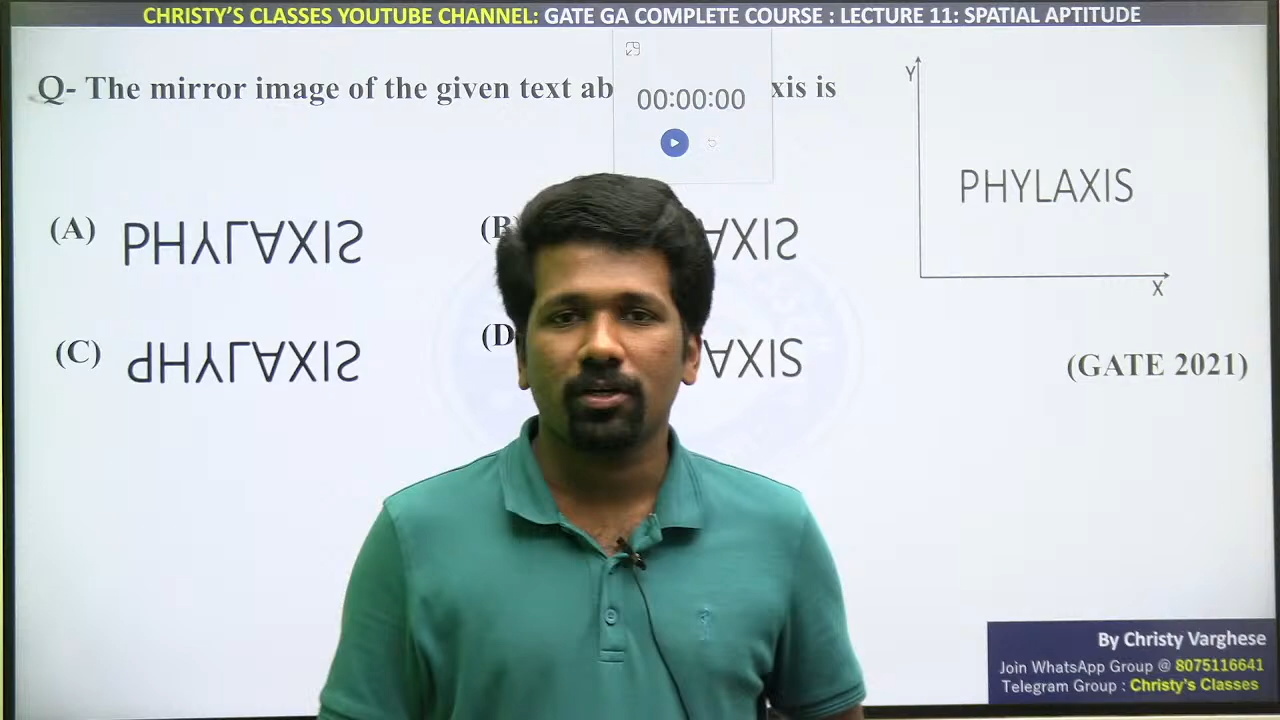 CHRISTY'S CLASSES YOUTUBE CHANNEL: GATE GA COMPLETE COURSE : LECTURE 11: SPATIAL APTITUDE
Q- The mirror image of the given text ab xis is
00:00:00
Y
PHYLAXIS
X
(A) PHYLAXIS
(B AXIS
(C) PHYLAXIS
(D AXIS
(GATE 2021)
By Christy Varghese
Join WhatsApp Group @ 8075116641
Telegram Group : Christy's Classes